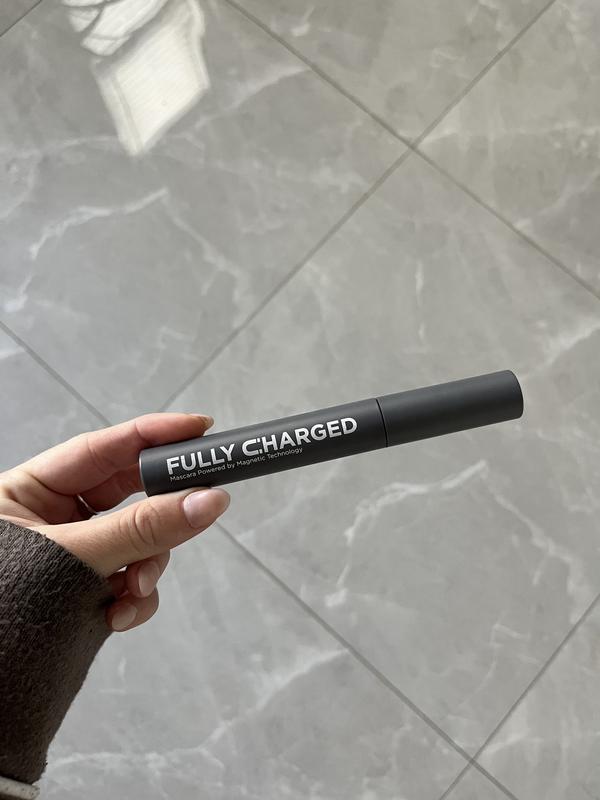 FULLY CHARGED
Mascara Powered by Magnetic Technology